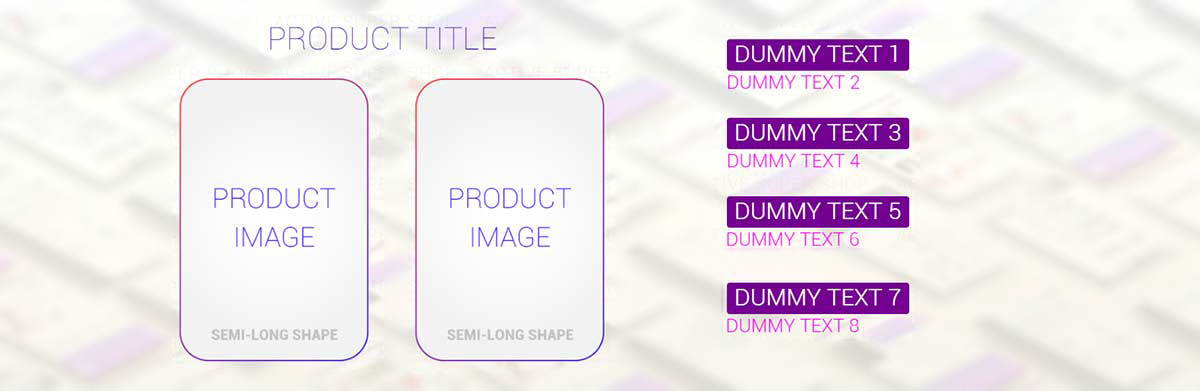 PRODUCT TITLE
PRODUCT
IMAGE
SEMI-LONG SHAPE
PRODUCT
IMAGE
SEMI-LONG SHAPE
DUMMY TEXT 1
DUMMY TEXT 2
DUMMY TEXT 3
DUMMY TEXT 4
DUMMY TEXT 5
DUMMY TEXT 6
DUMMY TEXT 7
DUMMY TEXT 8